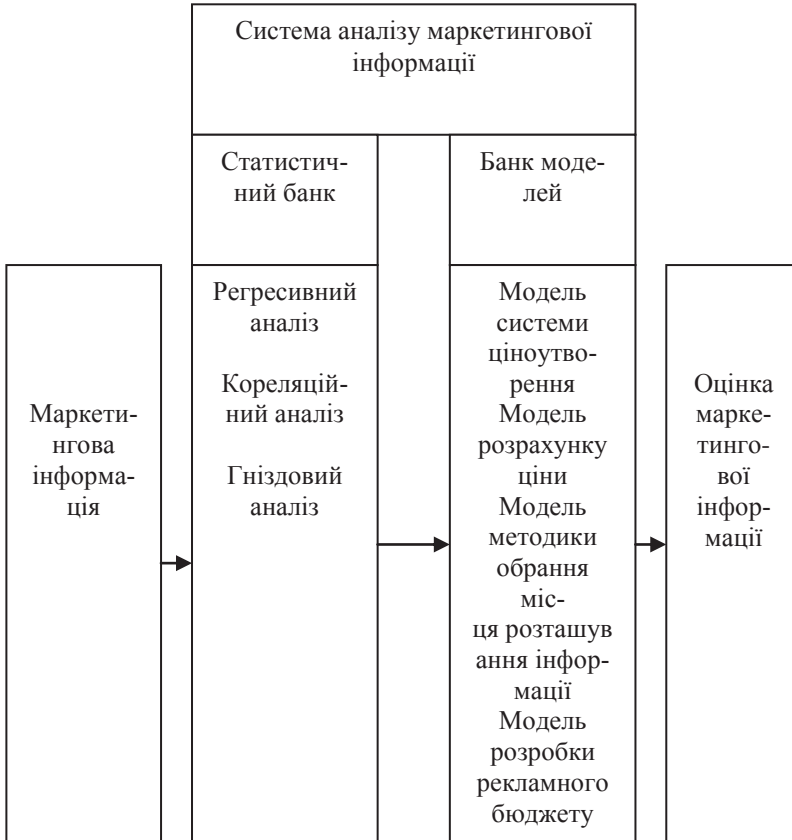 Система аналізу маркетингової
інформації
Статистич-
ний банк
Банк моде-
лей
Маркети-
нгова
інформа-
ція
Регресивний
аналіз
Кореляцій-
ний аналіз
Гніздовий
аналіз
Модель
системи
ціноутво-
рення
Модель
розрахунку
ціни
Модель
методики
обрання
міс-
ця розташув
ання інфор-
мації
Модель
розробки
рекламного
бюджету
Оцінка
марке-
тинго-
вої
інфор-
мації